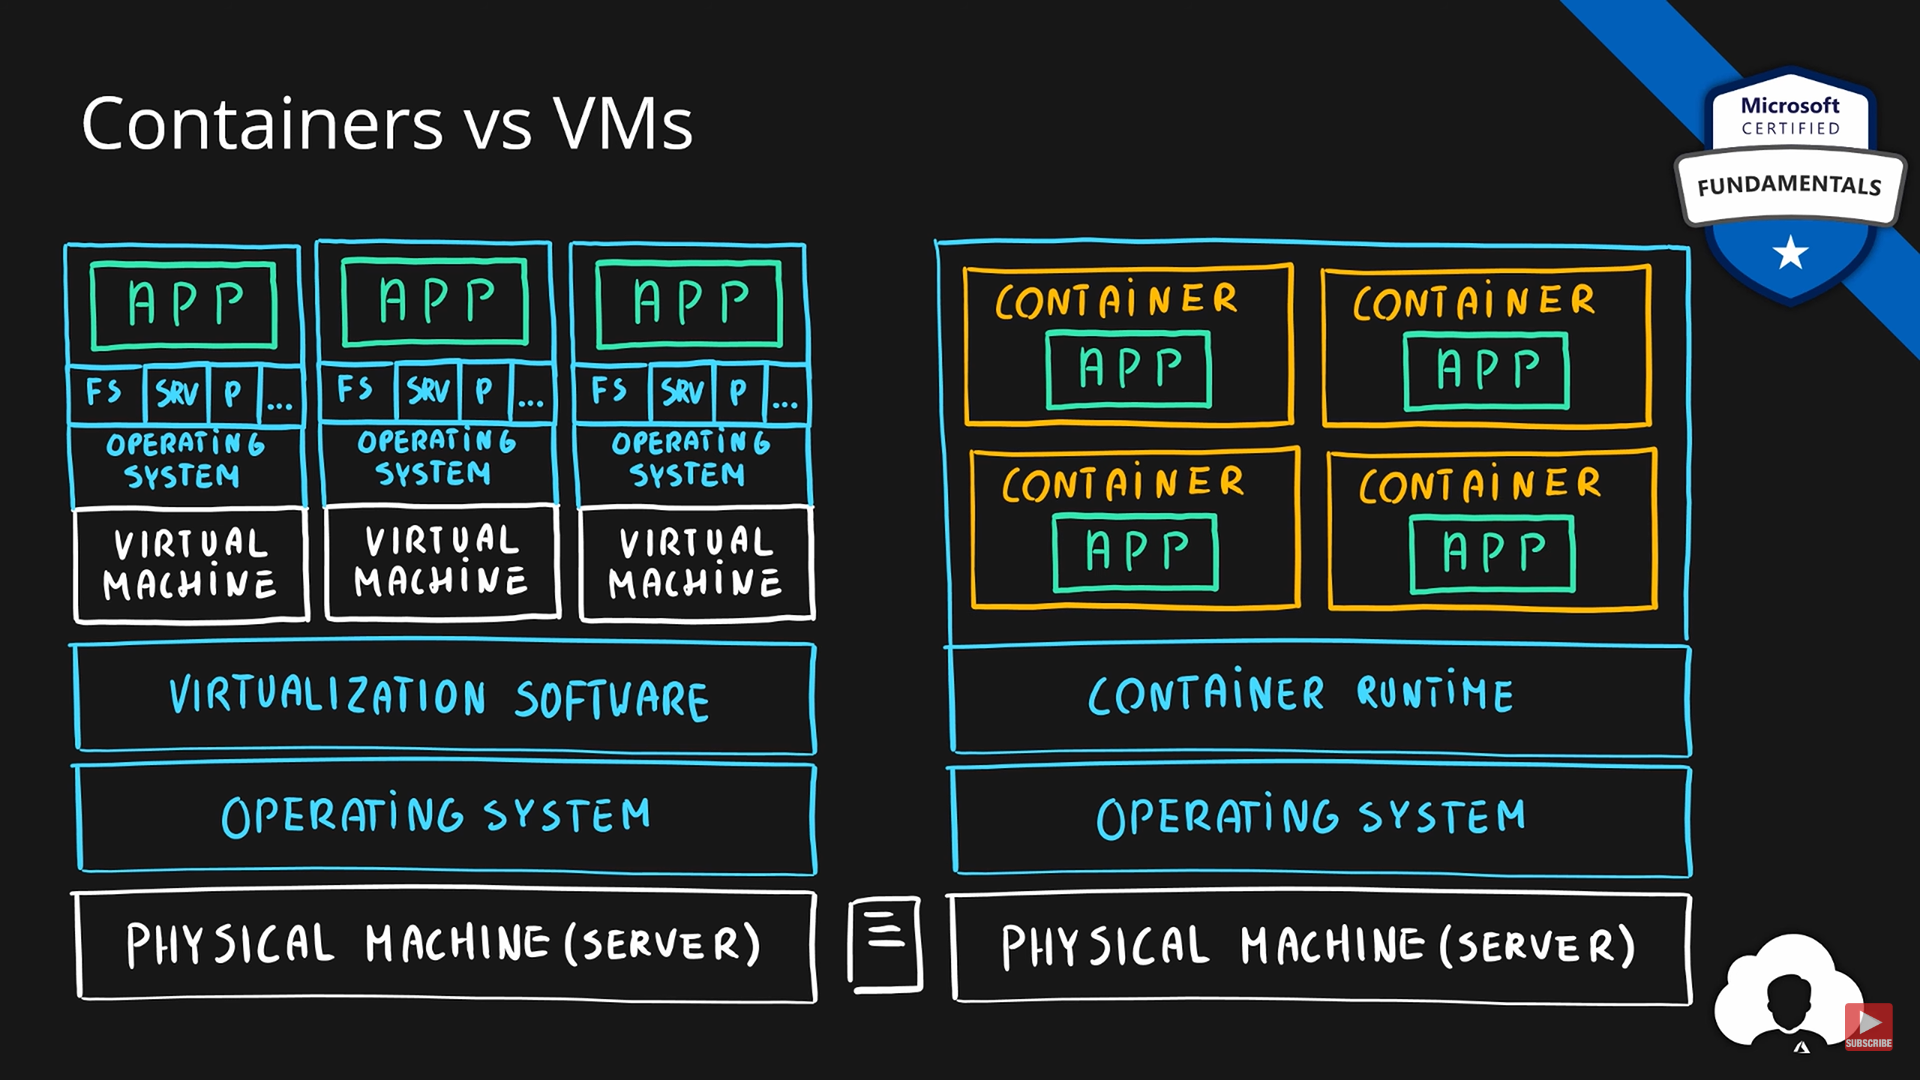 Containers vs VMs
Microsoft
CERTIFIED
FUNDAMENTALS
APP
FS SRV P ...
OPERATING
SYSTEM
VIRTUAL
MACHINE
APP
FS SRV P ...
OPERATING
SYSTEM
VIRTUAL
MACHINE
APP
FS SRV P ...
OPERATING
SYSTEM
VIRTUAL
MACHINE
VIRTUALIZATION SOFTWARE
OPERATING SYSTEM
PHYSICAL MACHINE (SERVER)
CONTAINER
APP
CONTAINER
APP
CONTAINER
APP
CONTAINER
APP
CONTAINER RUNTIME
OPERATING SYSTEM
PHYSICAL MACHINE (SERVER)
SUBSCRIBE